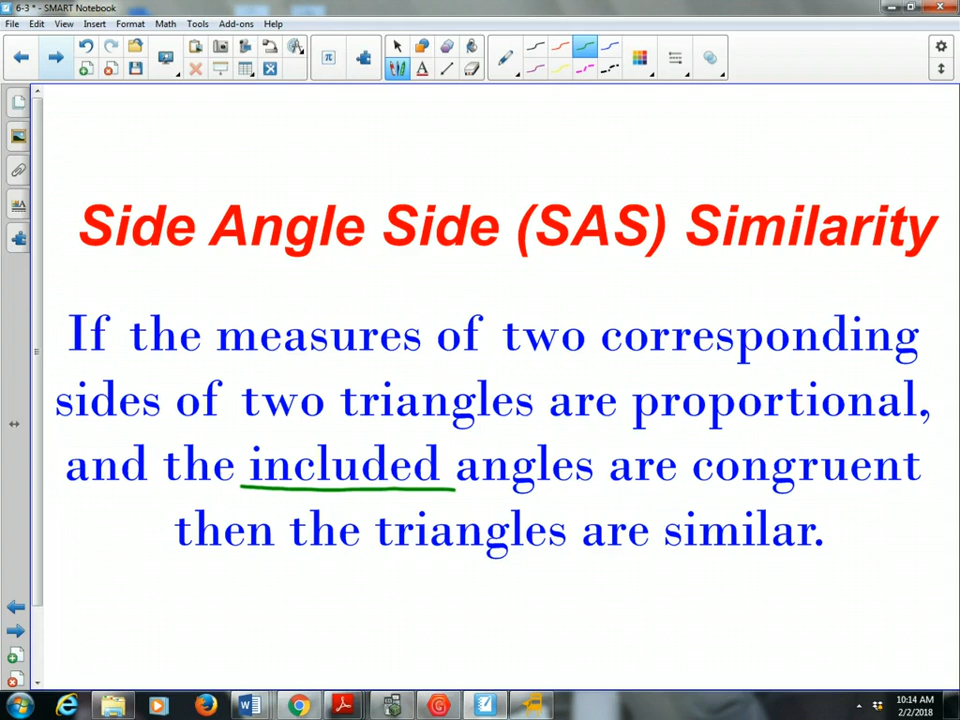 6-3 * - SMART Notebook
File Edit View Insert Format Math Tools Add-ons Help
Side Angle Side (SAS) Similarity
If the measures of two corresponding
sides of two triangles are proportional,
and the included angles are congruent
then the triangles are similar.
10:14 AM
2/2/2018